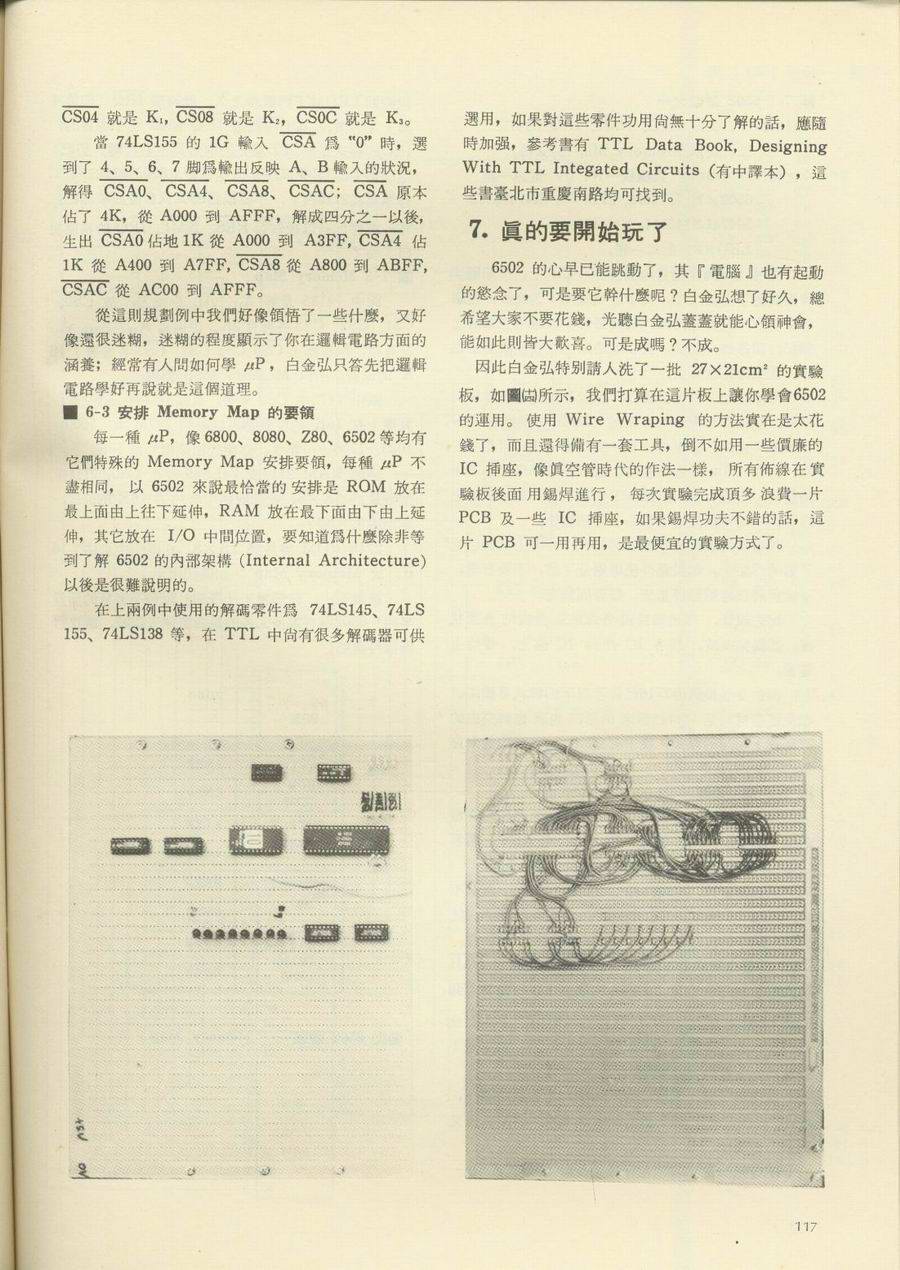 CS04 就是 K₁, CS08 就是 K₂, CS0C 就是 K₃。
當 74LS155 的 1G 輸入 CSA 爲 “0” 時，選
到了 4、5、6、7 脚爲輸出反映 A、B 輸入的狀況，
解得 CSA0、CSA4、CSA8、CSAC；CSA 原本
佔了 4K，從 A000 到 AFFF，解成四分之一以後，
生出 CSA0 佔地 1K 從 A000 到 A3FF, CSA4 佔
1K 從 A400 到 A7FF, CSA8 從 A800 到 ABFF,
CSAC 從 AC00 到 AFFF。
從這則規劃例中我們好像領悟了一些什麼，又好
像還很迷糊，迷糊的程度顯示了你在邏輯電路方面的
涵養；經常有人問如何學 μP，白金弘只答先把邏輯
電路學好再說就是這個道理。
■ 6-3 安排 Memory Map 的要領
每一種 μP，像 6800、8080、Z80、6502 等均有
它們特殊的 Memory Map 安排要領，每種 μP 不
盡相同， 以 6502 來說最恰當的 安排是 ROM 放在
最上面由上往下延伸，RAM 放在最下面由下由上延
伸，其它放在 I/O 中間位置，要知道爲什麼除非等
到了解 6502 的內部架構 (Internal Architecture)
以後是很難說明的。
在上兩例中使用的解碼零件爲 74LS145、74LS
155、74LS138 等，在 TTL 中尙有很多解碼器可供
選用，如果對這些零件功用尙無十分了解的話，應隨
時加强，參考書有 TTL Data Book, Designing
With TTL Integated Circuits (有中譯本)，這
些書臺北市重慶南路均可找到。
7. 眞的要開始玩了
6502 的心早已能跳動了，其『電腦』也有起動
的慾念了，可是要它幹什麼呢？白金弘想了好久，總
希望大家不要花錢，光聽白金弘蓋蓋就能心領神會，
能如此則皆大歡喜。可是成嗎？不成。
因此白金弘特別請人洗了一批 27×21cm² 的實驗
板，如圖所示，我們打算在這片板上讓你學會6502
的運用。 使用 Wire Wraping 的方法實在是太花
錢了，而且還得備有一套工具，倒不如用一些價廉的
IC 揷座，像眞空管時代的作法一樣， 所有佈線在實
驗板後面用錫焊進行， 每次實驗完成頂多浪費一片
PCB 及一些 IC 揷座，如果錫焊功夫不錯的話，這
片 PCB 可一用再用，是最便宜的實驗方式了。
117